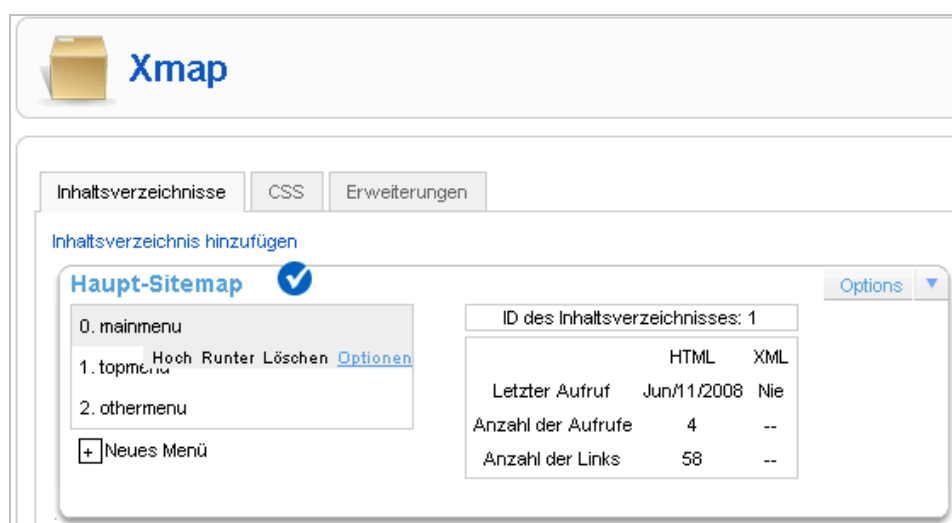 Xmap
Inhaltsverzeichnisse CSS Erweiterungen
Inhaltsverzeichnis hinzufügen
Haupt-Sitemap Options
0. mainmenu
Hoch Runter Löschen Optionen
1. topmenu
2. othermenu
+ Neues Menü
ID des Inhaltsverzeichnisses: 1
HTML XML
Letzter Aufruf Jun/11/2008 Nie
Anzahl der Aufrufe 4 --
Anzahl der Links 58 --